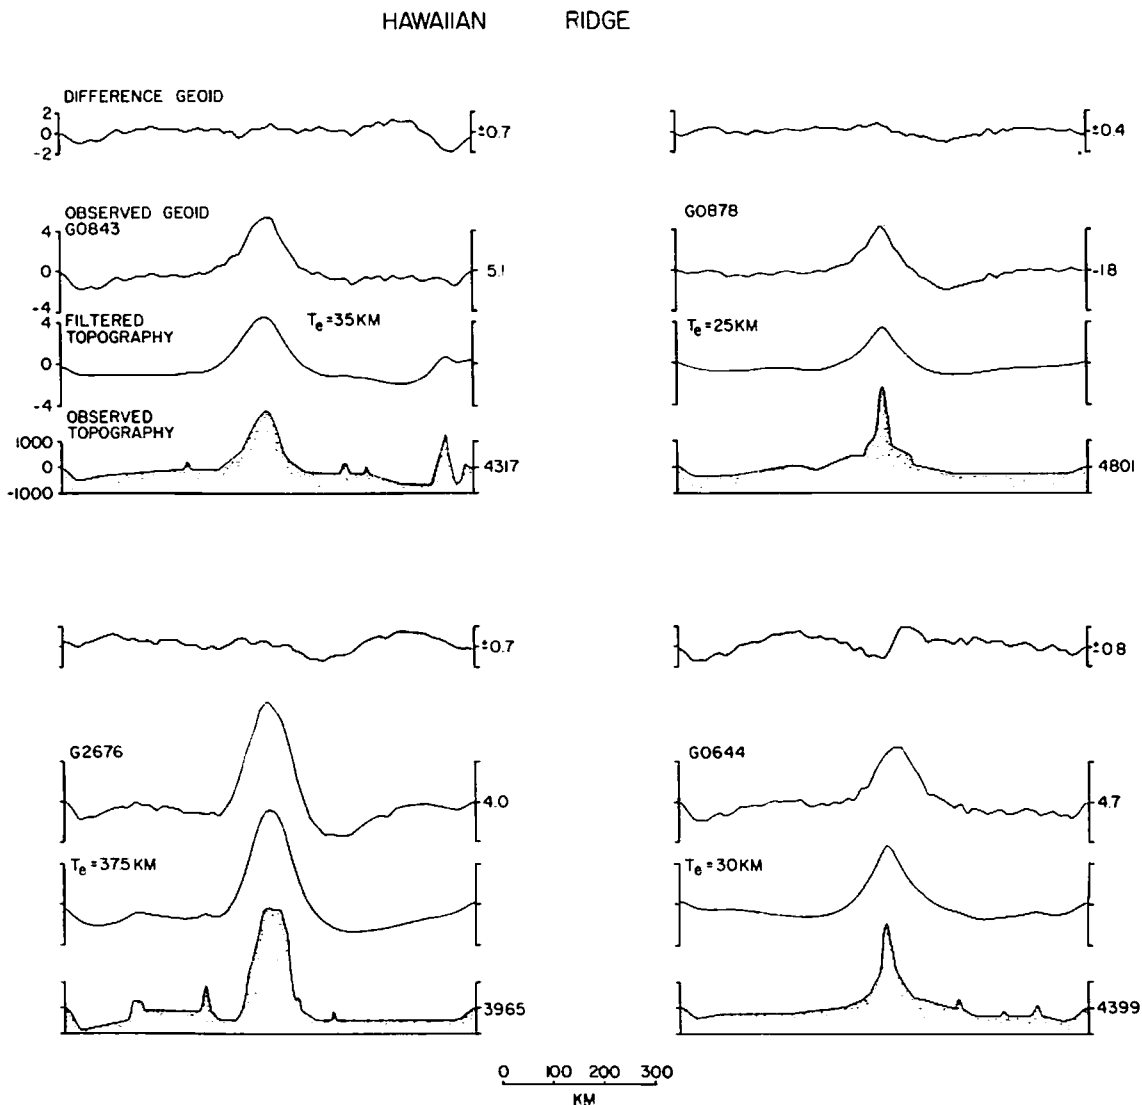 HAWAIIAN RIDGE
DIFFERENCE GEOID
2
0
-2
±0.7
±0.4
OBSERVED GEOID
G0843
4
0
-4
5.1
G0878
-1.8
FILTERED
TOPOGRAPHY
4
0
-4
Te=35KM
Te=25KM
OBSERVED
TOPOGRAPHY
1000
0
-1000
4317
4801
±0.7
±0.8
G2676
4.0
G0644
4.7
Te=37.5KM
Te=30KM
3965
4399
0 100 200 300
KM